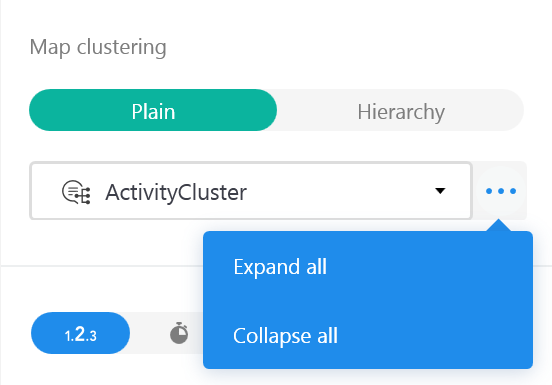 Map clustering
Plain
Hierarchy
ActivityCluster
Expand all
Collapse all
1.2.3